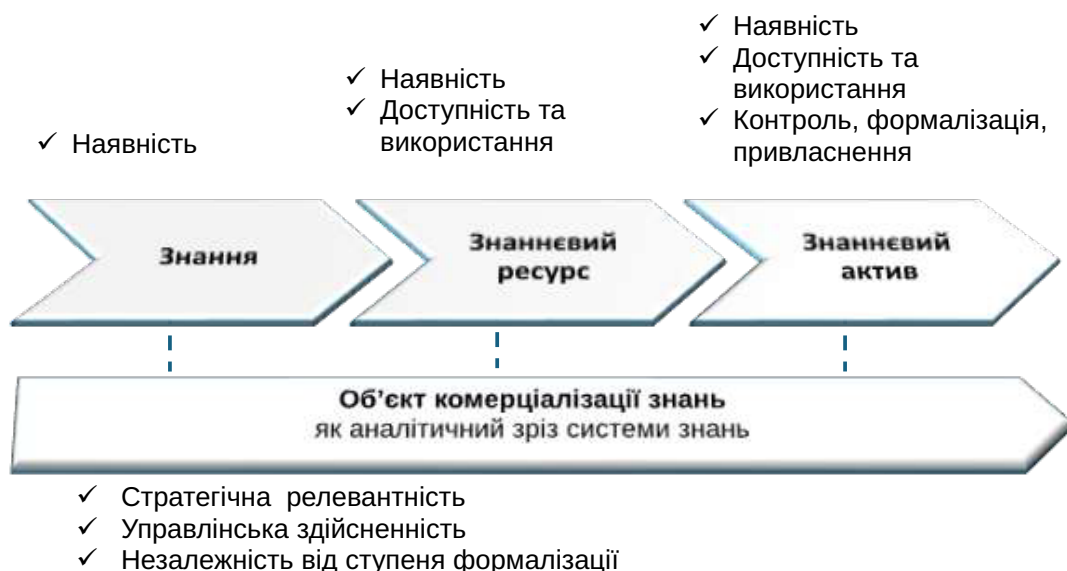 ✓ Наявність
✓ Наявність
✓ Доступність та
використання
✓ Наявність
✓ Доступність та
використання
✓ Контроль, формалізація,
привласнення
Знання
Знаннєвий
ресурс
Знаннєвий
актив
Об’єкт комерціалізації знань
як аналітичний зріз системи знань
✓ Стратегічна релевантність
✓ Управлінська здійсненність
✓ Незалежність від ступеня формалізації